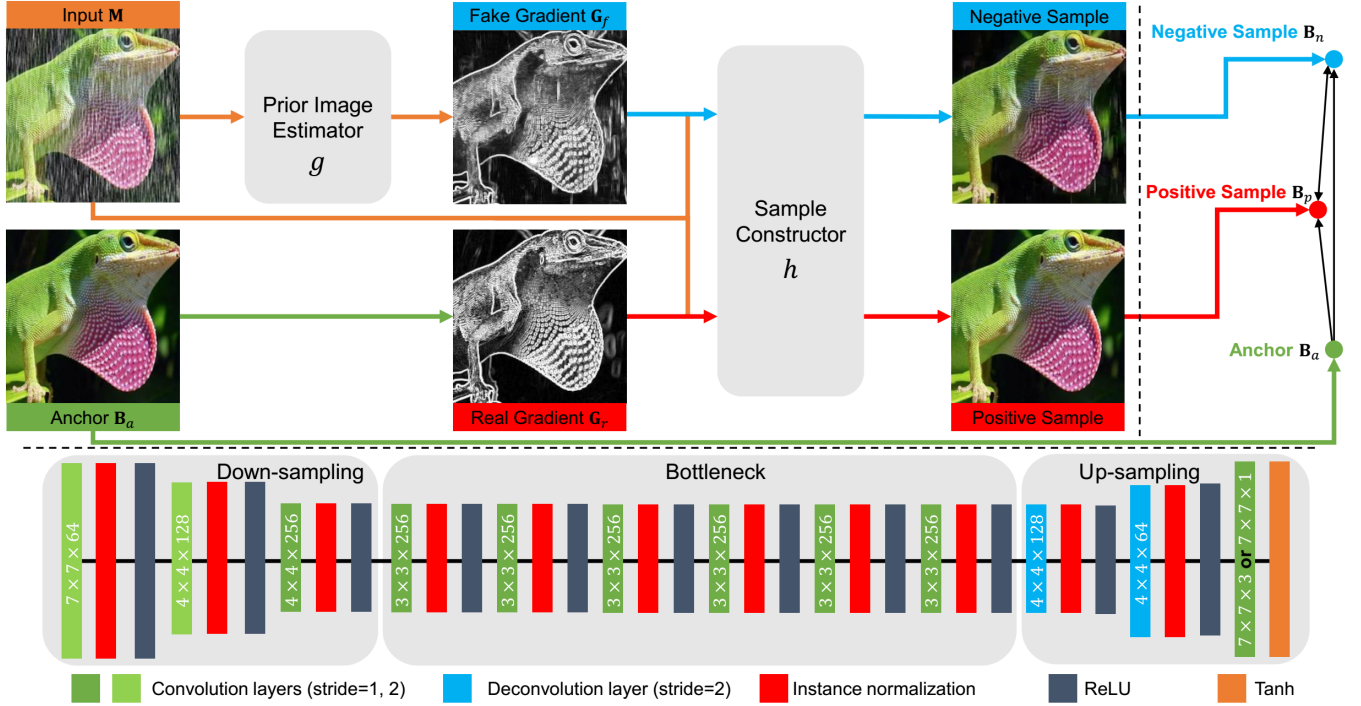 Input M
Fake Gradient G_f
Negative Sample
Negative Sample B_n
Prior Image
Estimator
g
Positive Sample B_p
Sample
Constructor
h
Anchor B_a
Anchor B_a
Real Gradient G_r
Positive Sample
Down-sampling
Bottleneck
Up-sampling
7 × 7 × 64
4 × 4 × 128
4 × 4 × 256
3 × 3 × 256
3 × 3 × 256
3 × 3 × 256
3 × 3 × 256
3 × 3 × 256
3 × 3 × 256
4 × 4 × 128
4 × 4 × 64
7 × 7 × 3 or 7 × 7 × 1
Convolution layers (stride=1, 2)
Deconvolution layer (stride=2)
Instance normalization
ReLU
Tanh